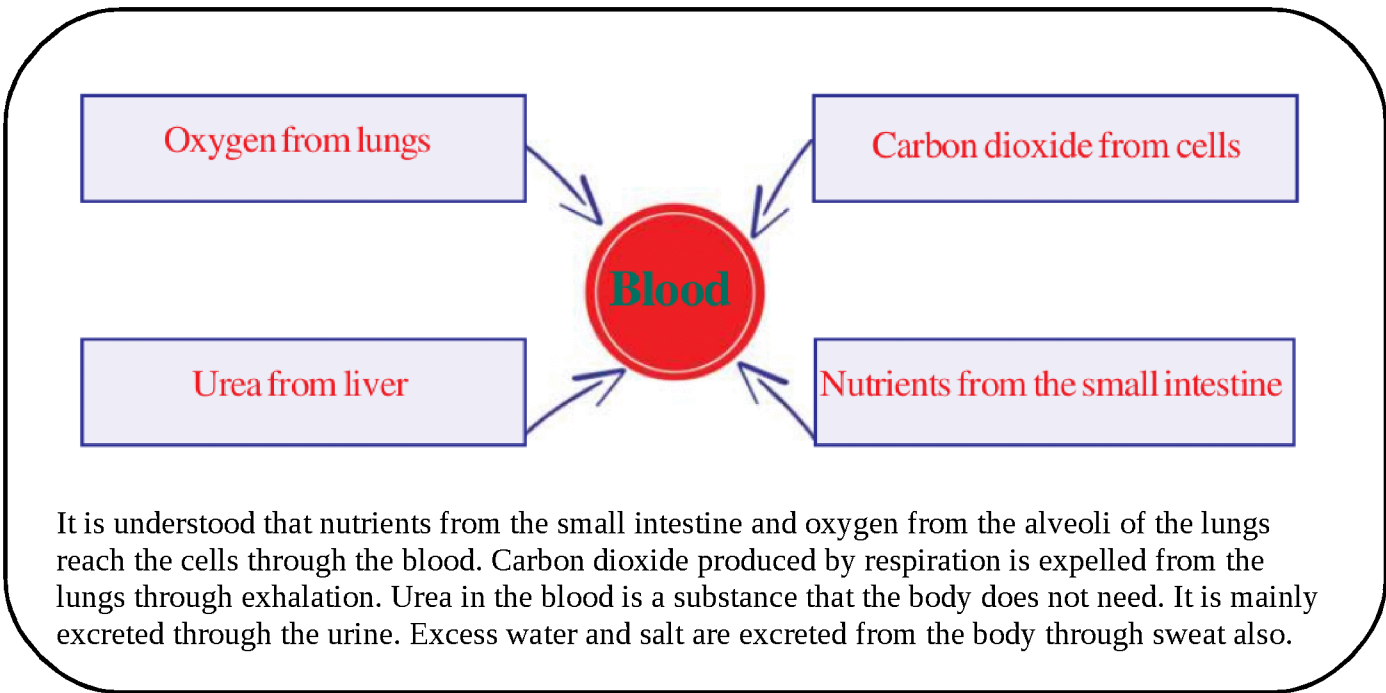 Oxygen from lungs
Carbon dioxide from cells
Blood
Urea from liver
Nutrients from the small intestine
It is understood that nutrients from the small intestine and oxygen from the alveoli of the lungs
reach the cells through the blood. Carbon dioxide produced by respiration is expelled from the
lungs through exhalation. Urea in the blood is a substance that the body does not need. It is mainly
excreted through the urine. Excess water and salt are excreted from the body through sweat also.